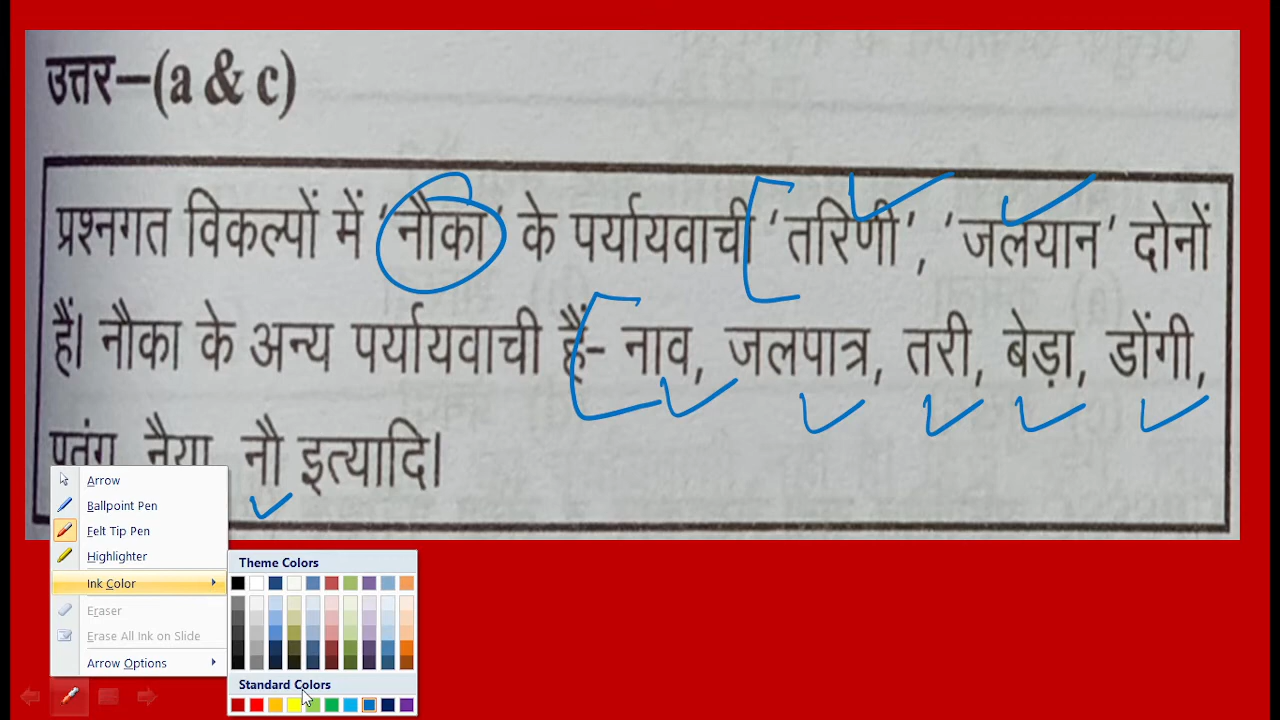 उत्तर–(a & c)
प्रश्नगत विकल्पों में 'नौका' के पर्यायवाची 'तरिणी', 'जलयान' दोनों
हैं। नौका के अन्य पर्यायवाची हैं– नाव, जलपात्र, तरी, बेड़ा, डोंगी,
नौ इत्यादि।
Arrow
Ballpoint Pen
Felt Tip Pen
Highlighter
Ink Color
Eraser
Erase All Ink on Slide
Arrow Options
Theme Colors
Standard Colors